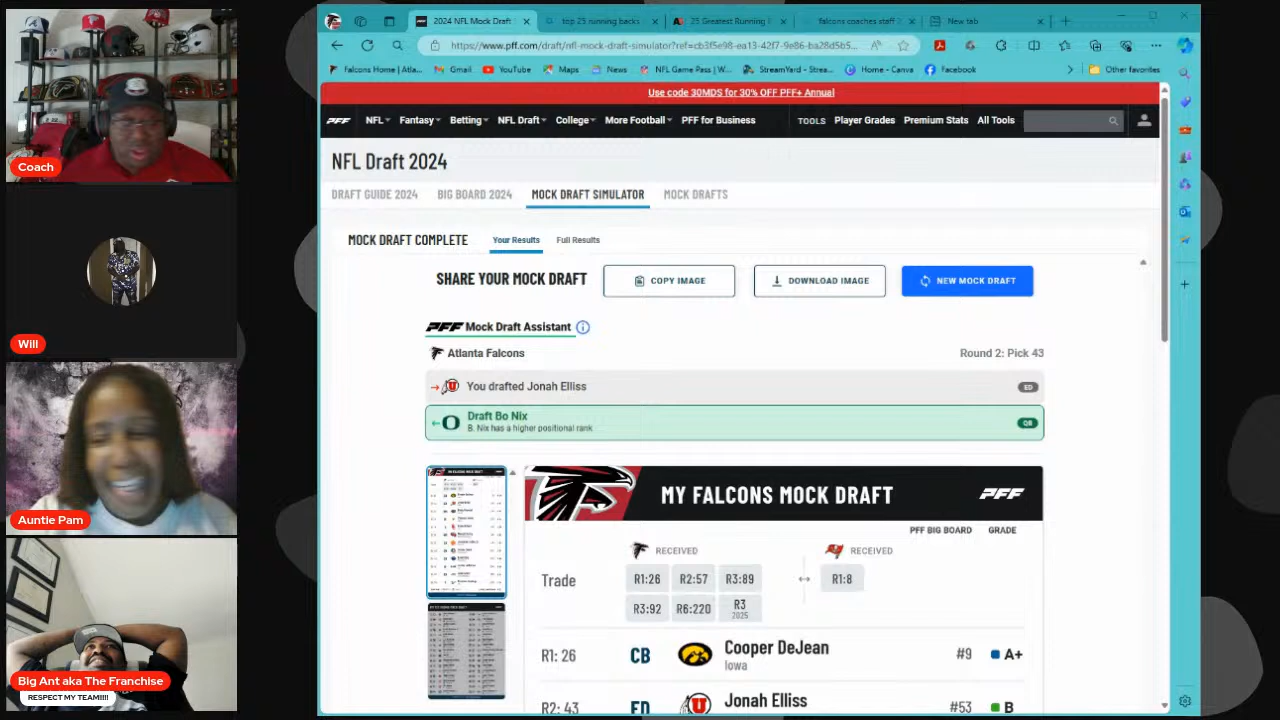 Coach
Will
Auntie Pam
Big Ant aka The Franchise
RESPECT MY TEAM!!!!
2024 NFL Mock Draft
top 25 running backs
25 Greatest Running
falcons coaches staff
New tab
https://www.pff.com/draft/nfl-mock-draft-simulator?ref=cb3f5e98-ea13-42f7-9e86-ba28d5b5...
Falcons Home | Atla...
Gmail
YouTube
Maps
News
NFL Game Pass | W...
StreamYard - Strea...
Home - Canva
Facebook
Other favorites
Use code 30MDS for 30% OFF PFF+ Annual
PFF
NFL
Fantasy
Betting
NFL Draft
College
More Football
PFF for Business
TOOLS
Player Grades
Premium Stats
All Tools
NFL Draft 2024
DRAFT GUIDE 2024
BIG BOARD 2024
MOCK DRAFT SIMULATOR
MOCK DRAFTS
MOCK DRAFT COMPLETE
Your Results
Full Results
SHARE YOUR MOCK DRAFT
COPY IMAGE
DOWNLOAD IMAGE
NEW MOCK DRAFT
PFF Mock Draft Assistant
Atlanta Falcons
Round 2: Pick 43
You drafted Jonah Elliss
ED
Draft Bo Nix
B. Nix has a higher positional rank
QB
MY FALCONS MOCK DRAFT
PFF
PFF BIG BOARD
GRADE
RECEIVED
RECEIVED
Trade
R1:26
R2:57
R3:89
R1:8
R3:92
R6:220
R3
2025
R1: 26
CB
Cooper DeJean
Iowa
#9
A+
R2: 43
ED
Jonah Elliss
#53
B